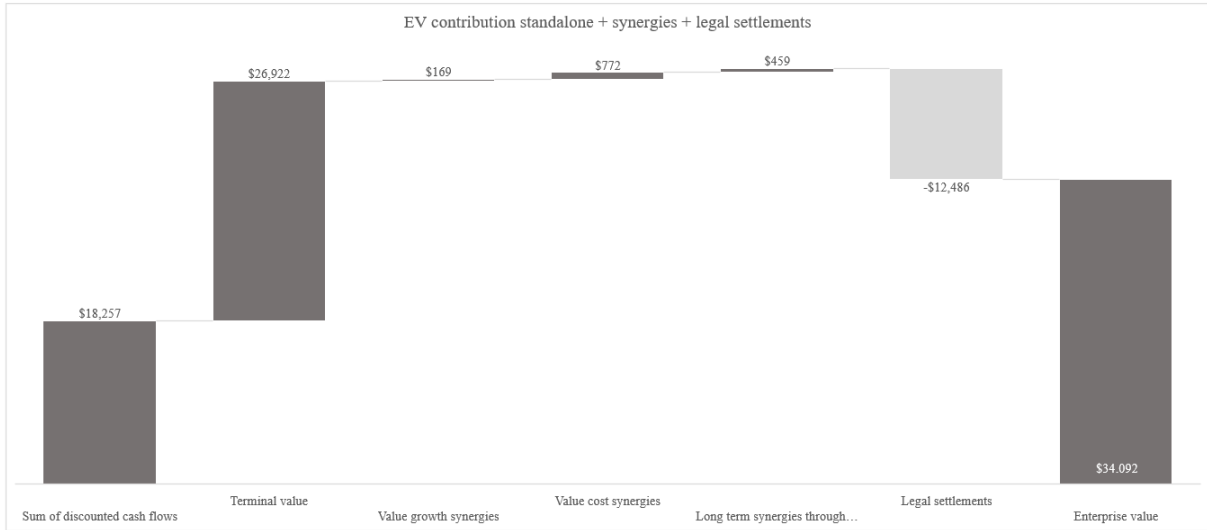 EV contribution standalone + synergies + legal settlements
$18,257
$26,922
$169
$772
$459
-$12,486
$34.092
Sum of discounted cash flows
Terminal value
Value growth synergies
Value cost synergies
Long term synergies through…
Legal settlements
Enterprise value